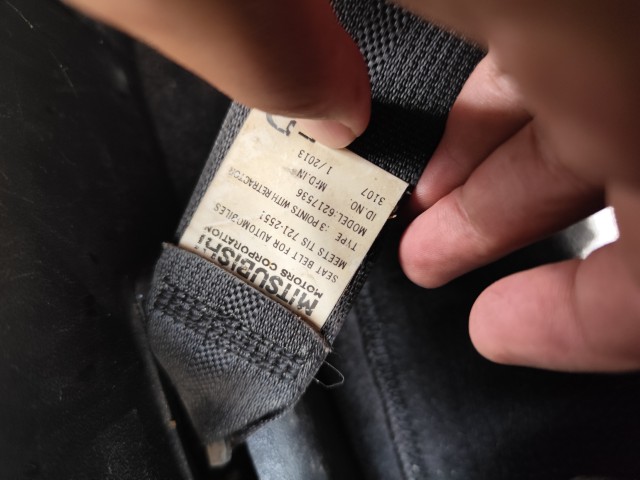 MITSUBISHI
MOTORS CORPORATION
SEAT BELT FOR AUTOMOBILES
MEETS TIS 721-2551
TYPE :3 POINTS WITH RETRACTOR
MODEL:6217536
ID.NO. 3107
MFD.IN 1/2013